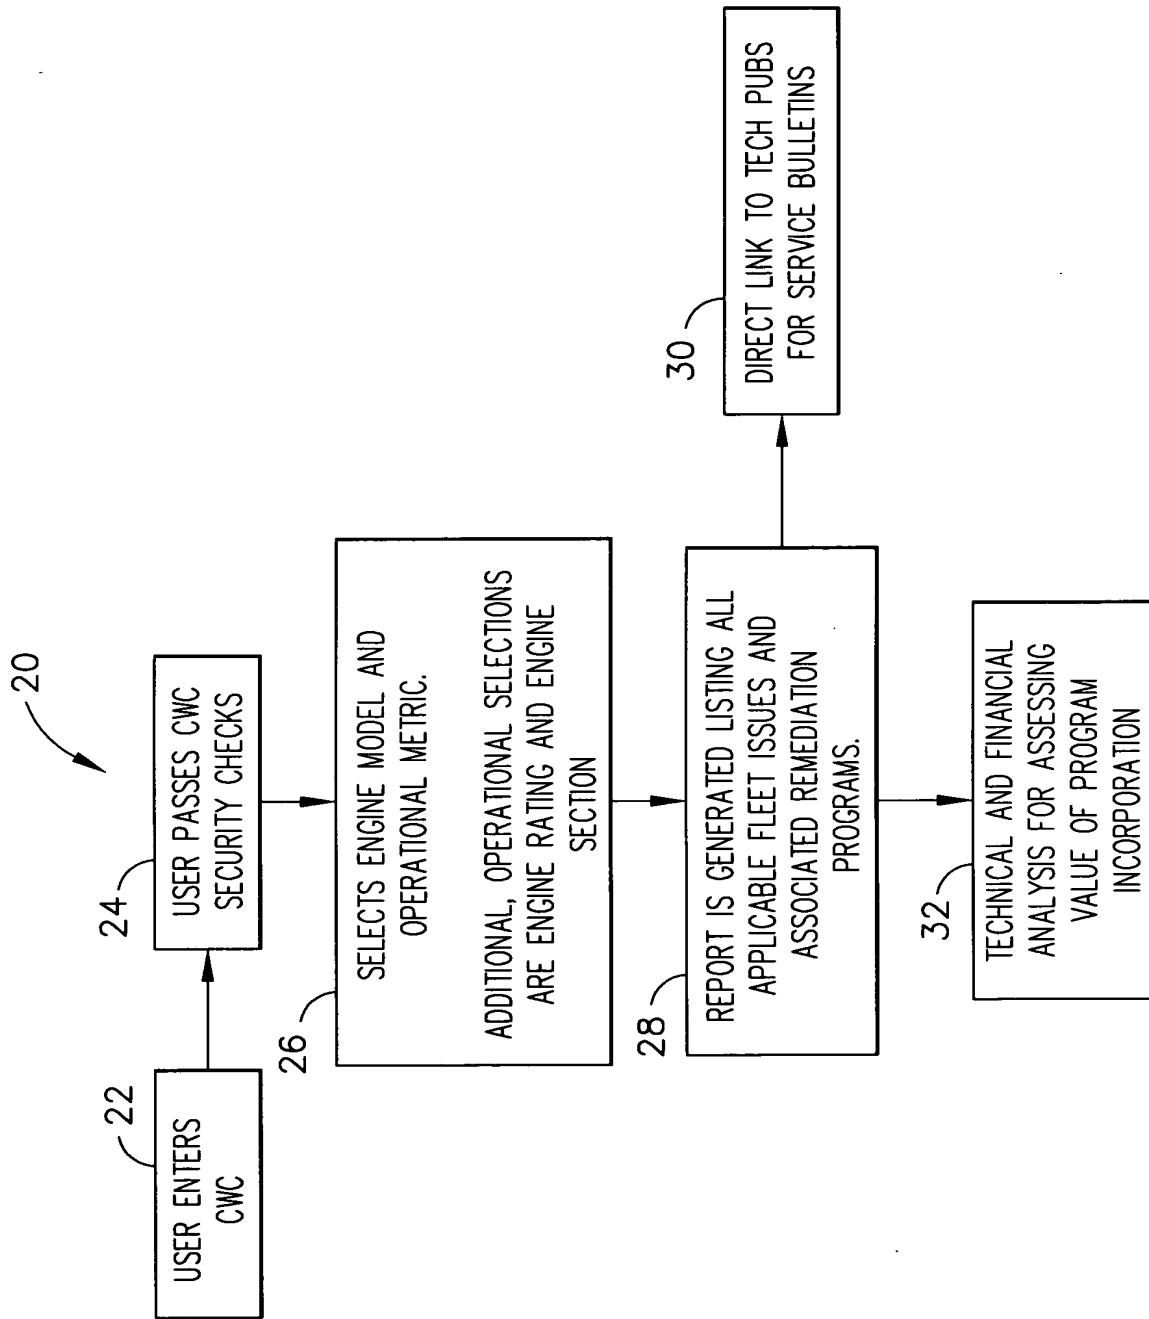 20
22
USER ENTERS
CWC
24
USER PASSES CWC
SECURITY CHECKS
26
SELECTS ENGINE MODEL AND
OPERATIONAL METRIC.
ADDITIONAL, OPERATIONAL SELECTIONS
ARE ENGINE RATING AND ENGINE
SECTION
28
REPORT IS GENERATED LISTING ALL
APPLICABLE FLEET ISSUES AND
ASSOCIATED REMEDIATION
PROGRAMS.
30
DIRECT LINK TO TECH PUBS
FOR SERVICE BULLETINS
32
TECHNICAL AND FINANCIAL
ANALYSIS FOR ASSESSING
VALUE OF PROGRAM
INCORPORATION